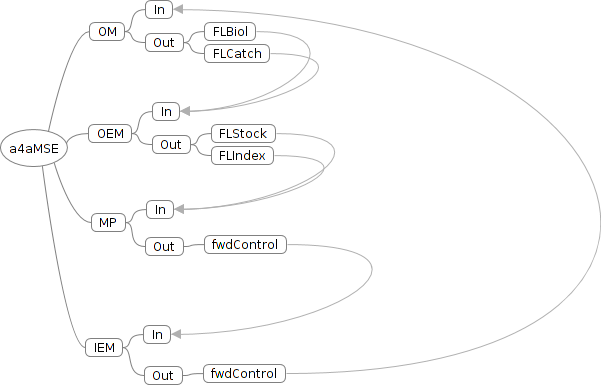 In
OM
Out
FLBiol
FLCatch
In
OEM
Out
FLStock
a4aMSE
FLIndex
In
MP
Out
fwdControl
In
IEM
Out
fwdControl